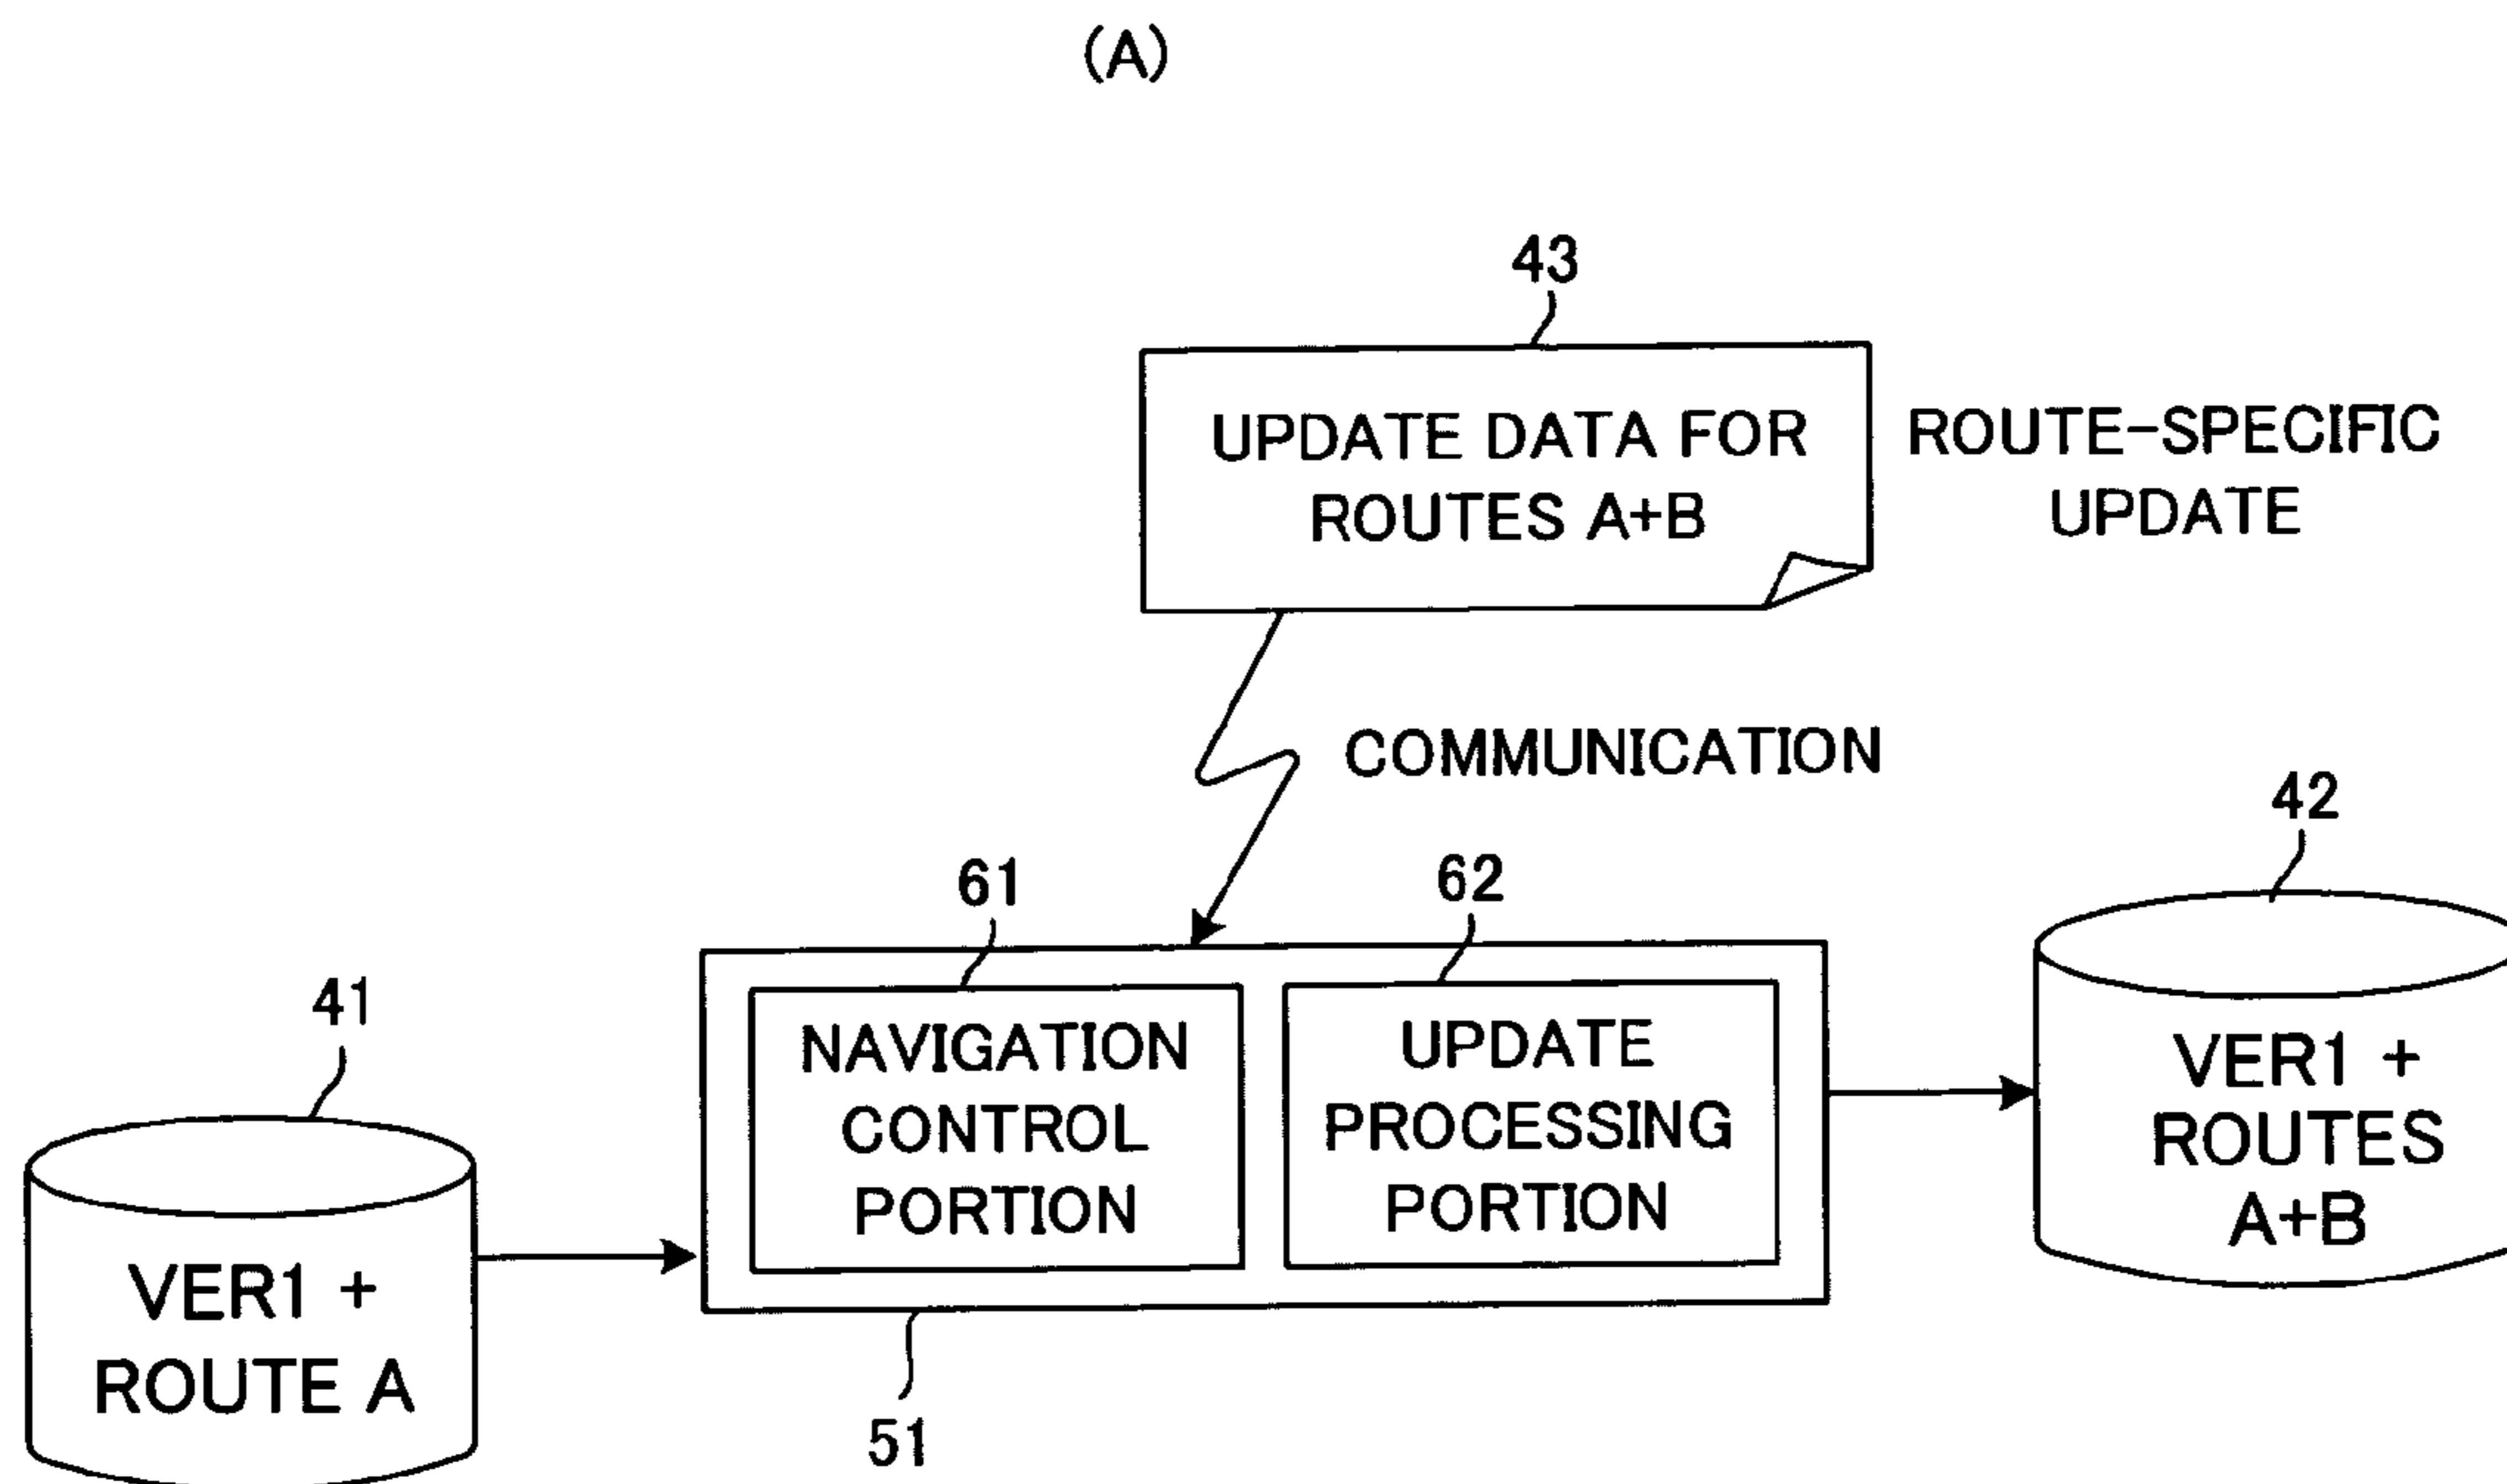 (A)
43
UPDATE DATA FOR
ROUTES A+B
ROUTE-SPECIFIC
UPDATE
COMMUNICATION
42
61
62
41
NAVIGATION
CONTROL
PORTION
UPDATE
PROCESSING
PORTION
VER1 +
ROUTES
A+B
VER1 +
ROUTE A
51